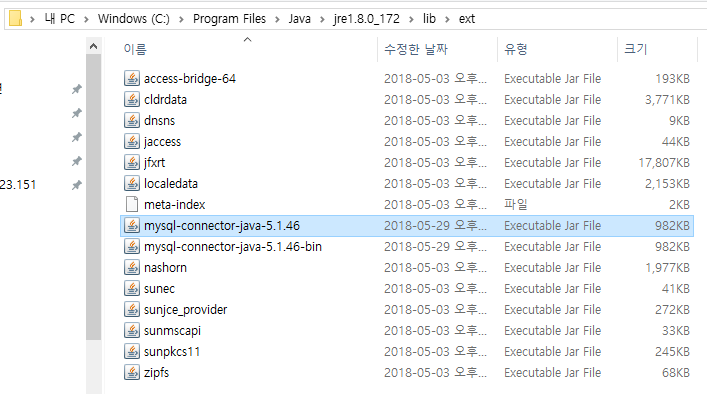 내 PC > Windows (C:) > Program Files > Java > jre1.8.0_172 > lib > ext
이름 수정한 날짜 유형 크기
access-bridge-64 2018-05-03 오후... Executable Jar File 193KB
cldrdata 2018-05-03 오후... Executable Jar File 3,771KB
dnsns 2018-05-03 오후... Executable Jar File 9KB
jaccess 2018-05-03 오후... Executable Jar File 44KB
jfxrt 2018-05-03 오후... Executable Jar File 17,807KB
23.151 localedata 2018-05-03 오후... Executable Jar File 2,153KB
meta-index 2018-05-03 오후... 파일 2KB
mysql-connector-java-5.1.46 2018-05-29 오후... Executable Jar File 982KB
mysql-connector-java-5.1.46-bin 2018-05-29 오후... Executable Jar File 982KB
nashorn 2018-05-03 오후... Executable Jar File 1,977KB
sunec 2018-05-03 오후... Executable Jar File 41KB
sunjce_provider 2018-05-03 오후... Executable Jar File 272KB
sunmscapi 2018-05-03 오후... Executable Jar File 33KB
sunpkcs11 2018-05-03 오후... Executable Jar File 245KB
zipfs 2018-05-03 오후... Executable Jar File 68KB